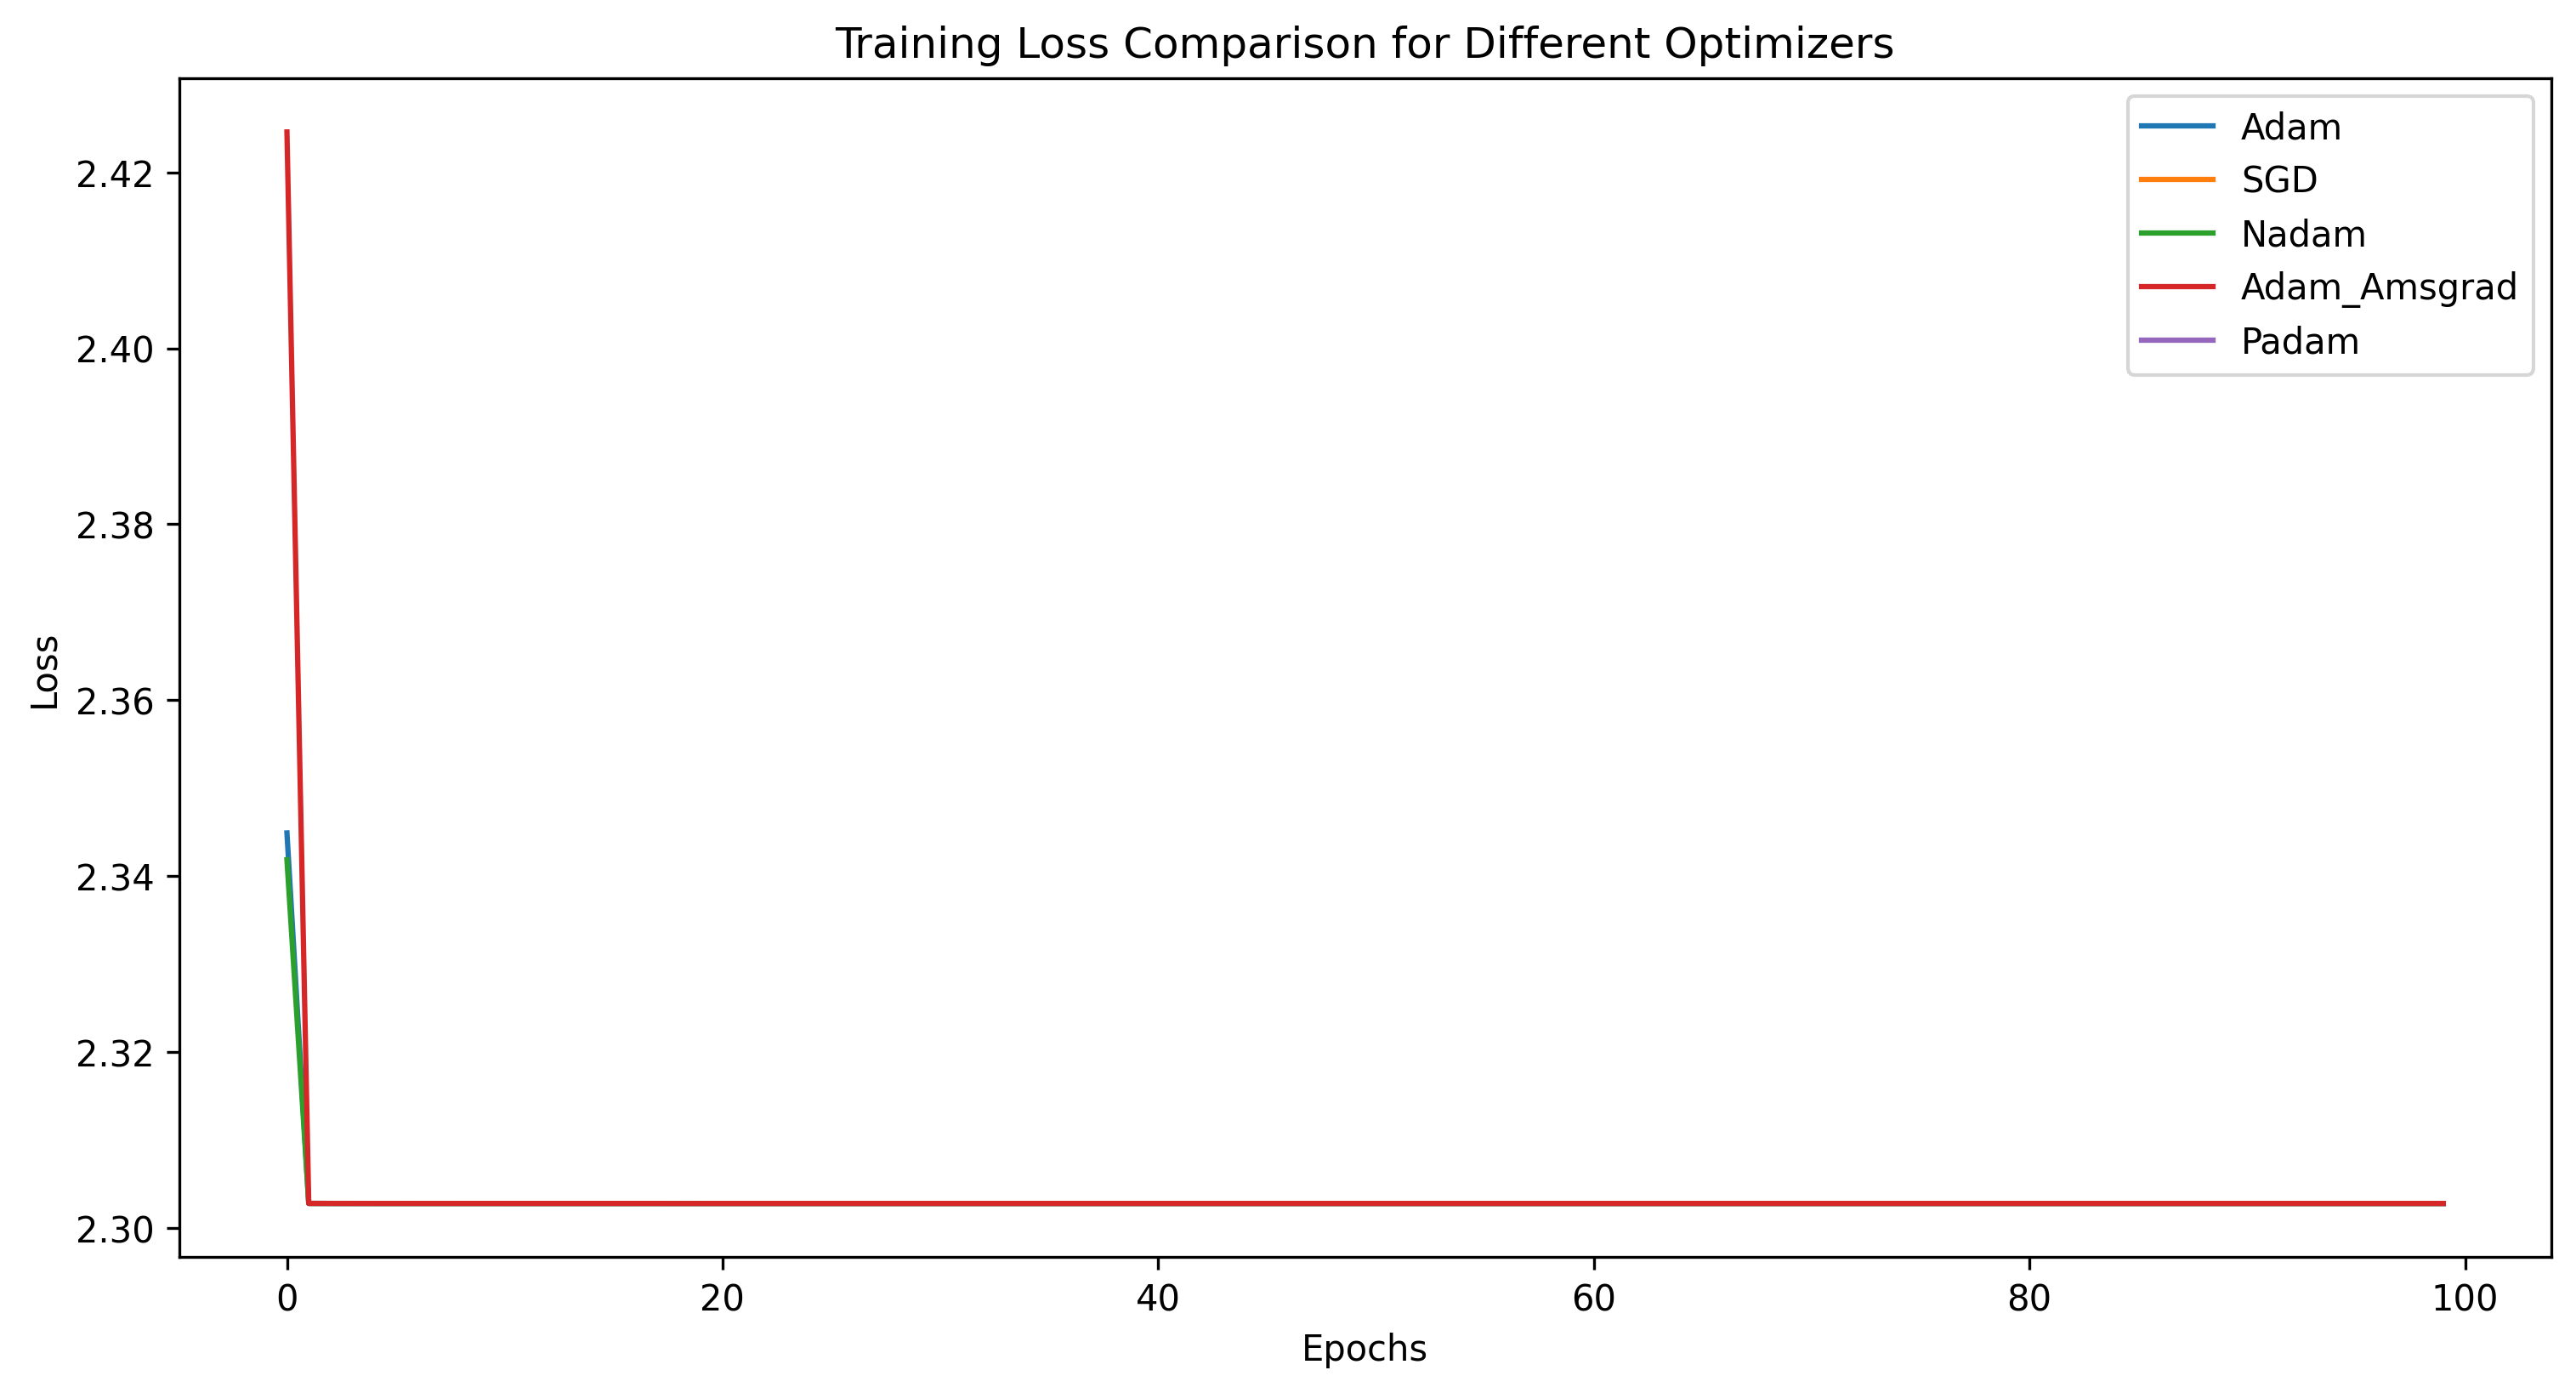 Training Loss Comparison for Different Optimizers
Adam
SGD
Nadam
Adam_Amsgrad
Padam
2.42
2.40
2.38
2.36
2.34
2.32
2.30
Loss
0 20 40 60 80 100
Epochs